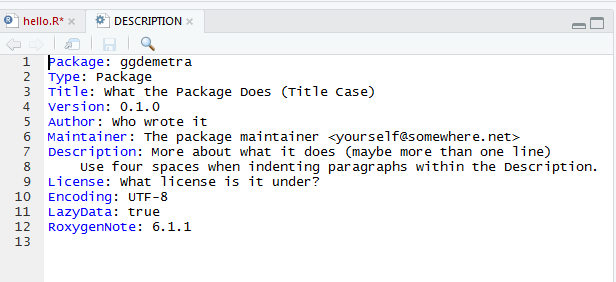 hello.R*
DESCRIPTION
1 Package: ggdemetra
2 Type: Package
3 Title: What the Package Does (Title Case)
4 Version: 0.1.0
5 Author: Who wrote it
6 Maintainer: The package maintainer <yourself@somewhere.net>
7 Description: More about what it does (maybe more than one line)
8     Use four spaces when indenting paragraphs within the Description.
9 License: What license is it under?
10 Encoding: UTF-8
11 LazyData: true
12 RoxygenNote: 6.1.1
13